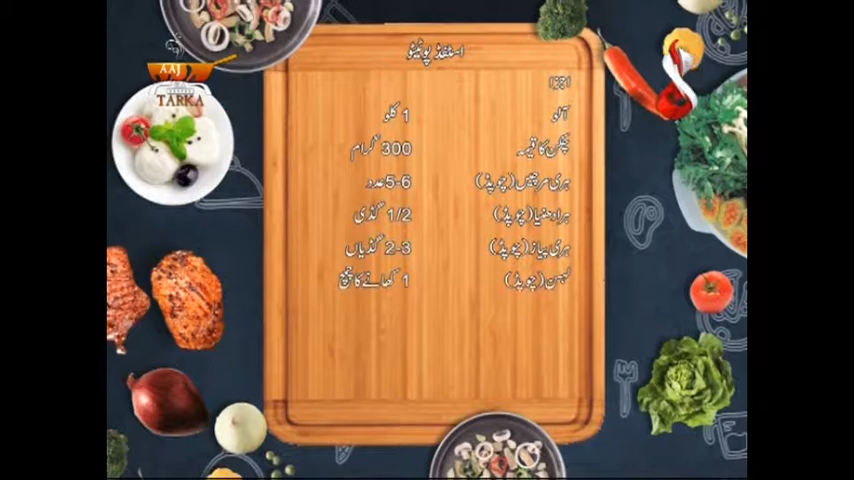 AAJ
TARKA
اسٹفڈ پوٹیٹو
اجزا
آلو 1 کلو
چکن کا قیمہ 300 گرام
ہری مرچیں (چوپڈ) 5-6 عدد
ہرا دھنیا (چوپڈ) 1/2 گڈی
ہری پیاز (چوپڈ) 2-3 گڈیاں
لہسن (چوپڈ) 1 کھانے کا چمچ